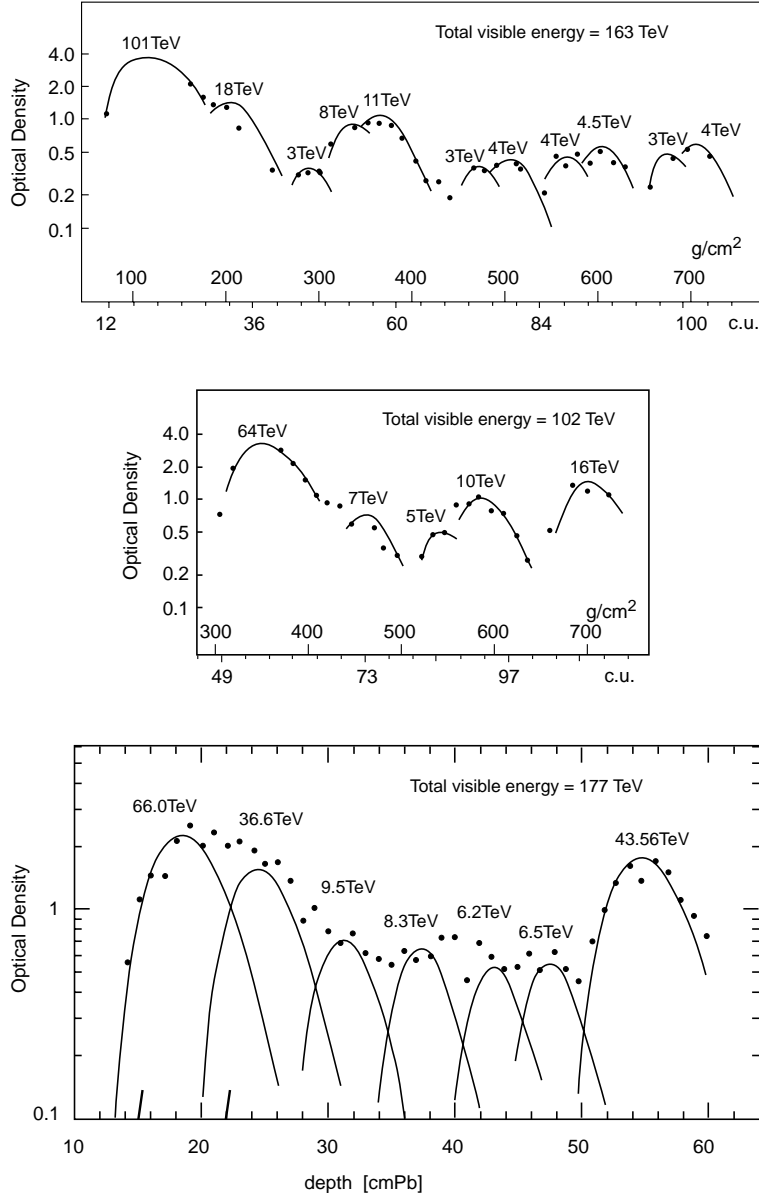 Total visible energy = 163 TeV
101TeV
18TeV
3TeV
8TeV
11TeV
3TeV
4TeV
4TeV
4.5TeV
3TeV
4TeV
Optical Density
4.0
2.0
1.0
0.5
0.2
0.1
g/cm2
100 200 300 400 500 600 700
12 36 60 84 100 c.u.
Total visible energy = 102 TeV
64TeV
7TeV
5TeV
10TeV
16TeV
Optical Density
4.0
2.0
1.0
0.5
0.2
0.1
g/cm2
300 400 500 600 700
49 73 97 c.u.
Total visible energy = 177 TeV
66.0TeV
36.6TeV
9.5TeV
8.3TeV
6.2TeV
6.5TeV
43.56TeV
Optical Density
1
0.1
10 20 30 40 50 60
depth [cmPb]